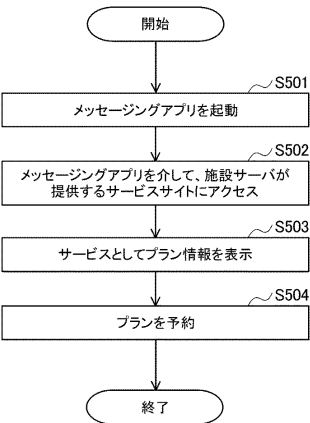 開始
S501
メッセージングアプリを起動
S502
メッセージングアプリを介して、施設サーバが
提供するサービスサイトにアクセス
S503
サービスとしてプラン情報を表示
S504
プランを予約
終了